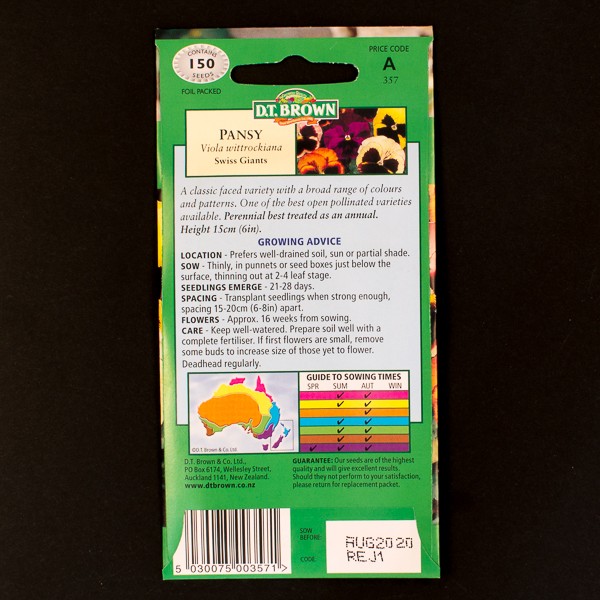 CONTAINS
150
SEEDS
FOIL PACKED
PRICE CODE
A
357
D.T. BROWN
PANSY
Viola wittrockiana
Swiss Giants
A classic faced variety with a broad range of colours
and patterns. One of the best open pollinated varieties
available. Perennial best treated as an annual.
Height 15cm (6in).
GROWING ADVICE
LOCATION - Prefers well-drained soil, sun or partial shade.
SOW - Thinly, in punnets or seed boxes just below the
surface, thinning out at 2-4 leaf stage.
SEEDLINGS EMERGE - 21-28 days.
SPACING - Transplant seedlings when strong enough,
spacing 15-20cm (6-8in) apart.
FLOWERS - Approx. 16 weeks from sowing.
CARE - Keep well-watered. Prepare soil well with a
complete fertiliser. If first flowers are small, remove
some buds to increase size of those yet to flower.
Deadhead regularly.
©D.T. Brown & Co Ltd
GUIDE TO SOWING TIMES
SPR SUM AUT WIN
D.T. Brown & Co. Ltd.,
PO Box 6174, Wellesley Street,
Auckland 1141, New Zealand.
www.dtbrown.co.nz
GUARANTEE: Our seeds are of the highest
quality and will give excellent results.
Should they not perform to your satisfaction,
please return for replacement packet.
SOW
BEFORE:
CODE.
AUG2020
REJ1
5 030075 003571 >